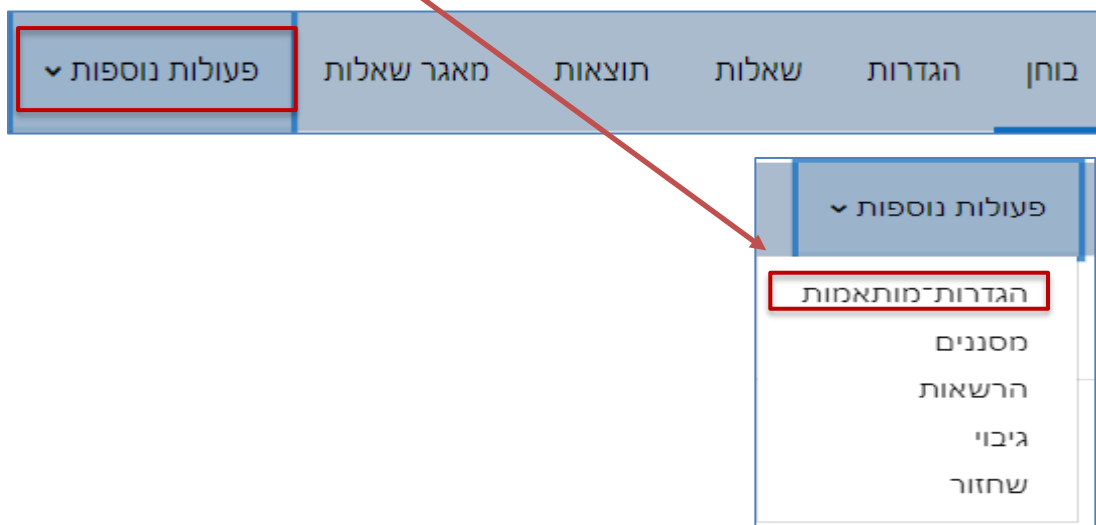 בוחן הגדרות שאלות תוצאות מאגר שאלות פעולות נוספות
פעולות נוספות
הגדרות־מותאמות
מסננים
הרשאות
גיבוי
שחזור